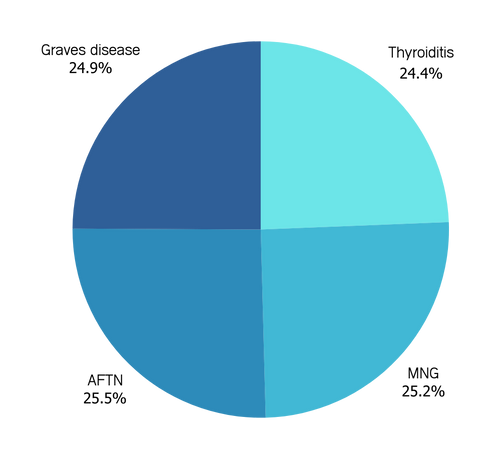 Graves disease
24.9%
Thyroiditis
24.4%
AFTN
25.5%
MNG
25.2%